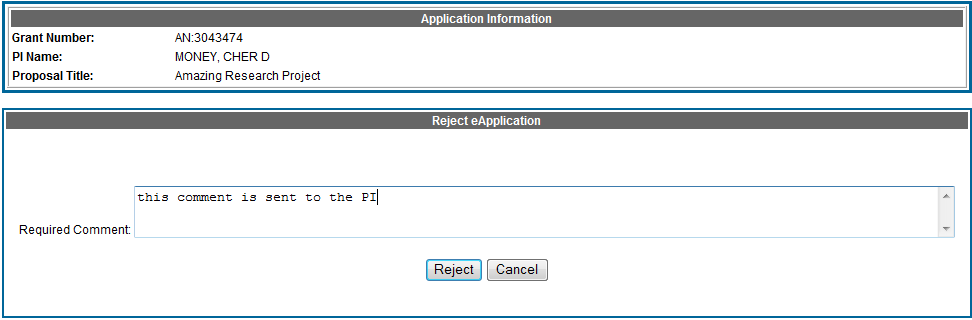 Application Information
Grant Number: AN:3043474
PI Name: MONEY, CHER D
Proposal Title: Amazing Research Project
Reject eApplication
this comment is sent to the PI
Required Comment:
Reject Cancel